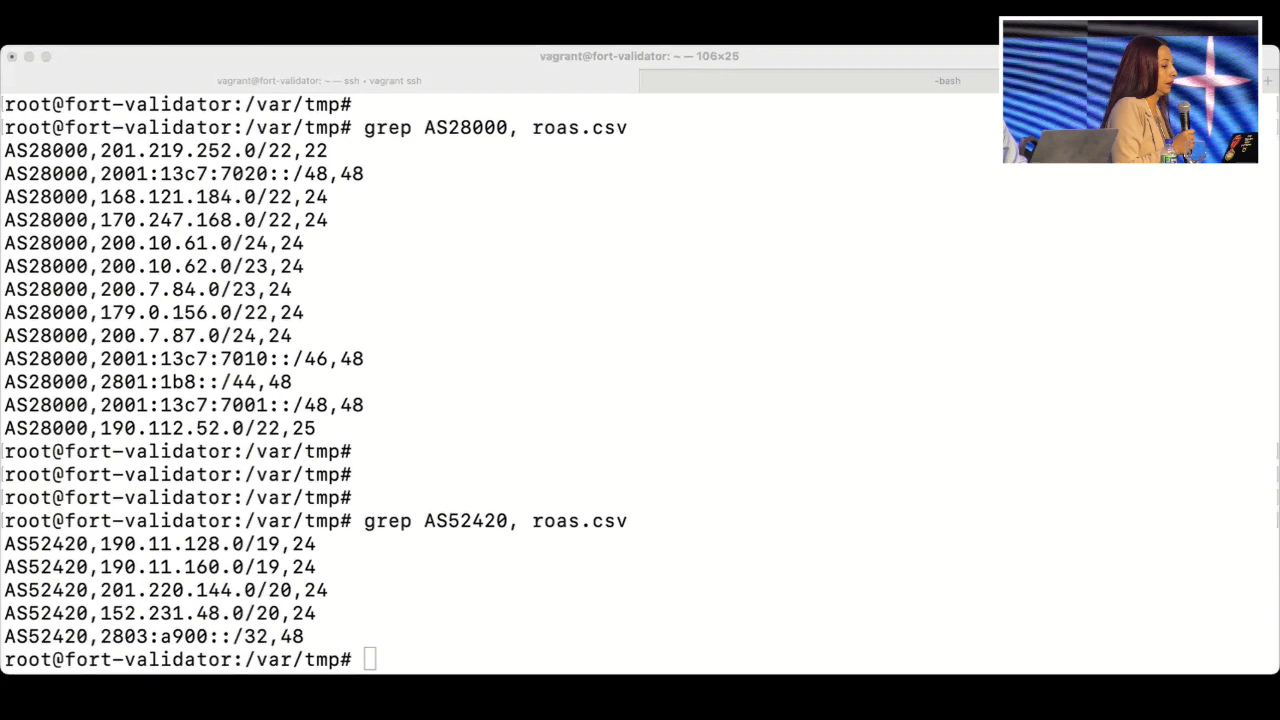 vagrant@fort-validator: ~ — 106×25
vagrant@fort-validator: ~ — ssh • vagrant ssh
-bash
+
root@fort-validator:/var/tmp#
root@fort-validator:/var/tmp# grep AS28000, roas.csv
AS28000,201.219.252.0/22,22
AS28000,2001:13c7:7020::/48,48
AS28000,168.121.184.0/22,24
AS28000,170.247.168.0/22,24
AS28000,200.10.61.0/24,24
AS28000,200.10.62.0/23,24
AS28000,200.7.84.0/23,24
AS28000,179.0.156.0/22,24
AS28000,200.7.87.0/24,24
AS28000,2001:13c7:7010::/46,48
AS28000,2801:1b8::/44,48
AS28000,2001:13c7:7001::/48,48
AS28000,190.112.52.0/22,25
root@fort-validator:/var/tmp#
root@fort-validator:/var/tmp#
root@fort-validator:/var/tmp#
root@fort-validator:/var/tmp# grep AS52420, roas.csv
AS52420,190.11.128.0/19,24
AS52420,190.11.160.0/19,24
AS52420,201.220.144.0/20,24
AS52420,152.231.48.0/20,24
AS52420,2803:a900::/32,48
root@fort-validator:/var/tmp#